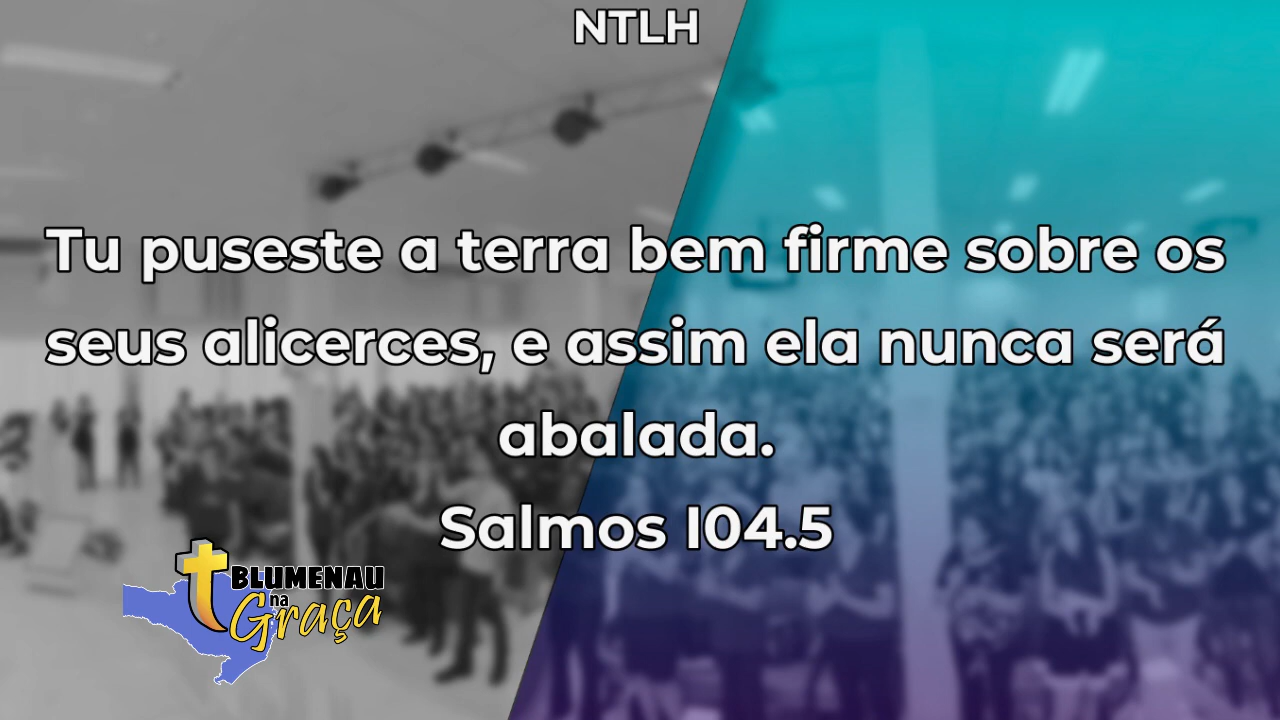 NTLH
Tu puseste a terra bem firme sobre os
seus alicerces, e assim ela nunca será
abalada.
Salmos 104.5
BLUMENAU
na
Graça